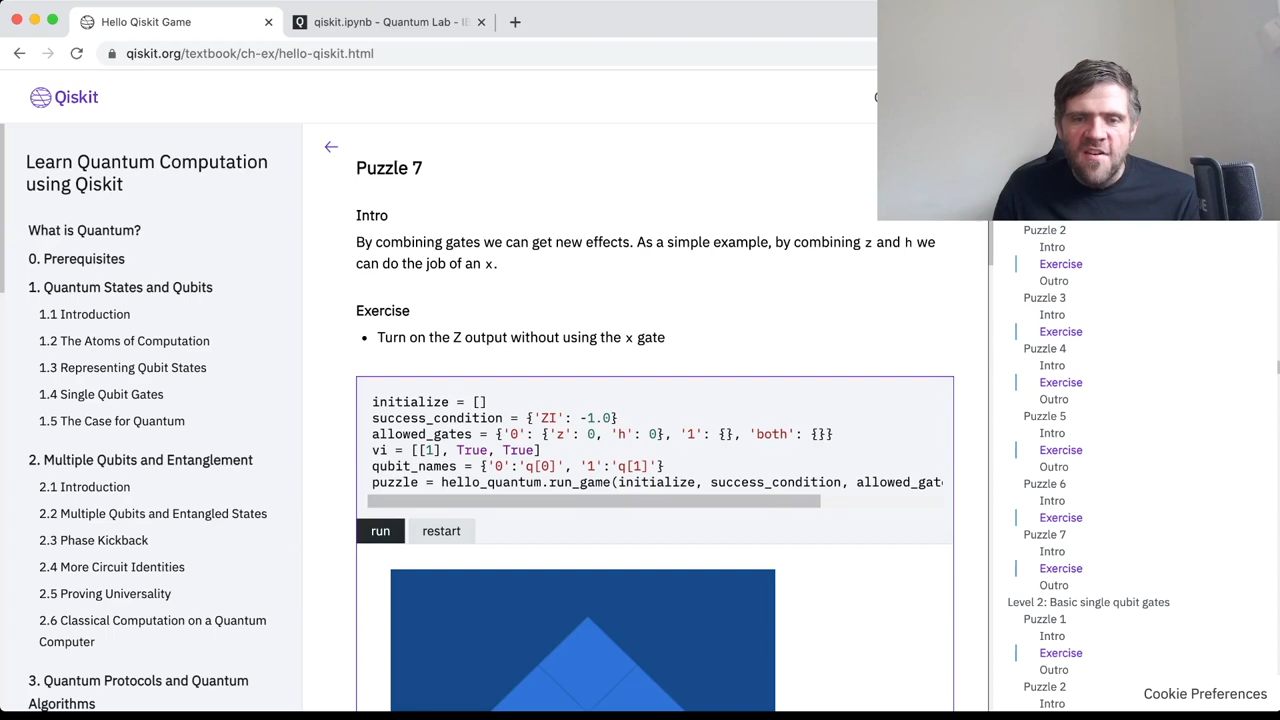 Hello Qiskit Game
qiskit.ipynb - Quantum Lab - IB
qiskit.org/textbook/ch-ex/hello-qiskit.html
Qiskit
Learn Quantum Computation
using Qiskit
What is Quantum?
0. Prerequisites
1. Quantum States and Qubits
1.1 Introduction
1.2 The Atoms of Computation
1.3 Representing Qubit States
1.4 Single Qubit Gates
1.5 The Case for Quantum
2. Multiple Qubits and Entanglement
2.1 Introduction
2.2 Multiple Qubits and Entangled States
2.3 Phase Kickback
2.4 More Circuit Identities
2.5 Proving Universality
2.6 Classical Computation on a Quantum
Computer
3. Quantum Protocols and Quantum
Algorithms
Puzzle 7
Intro
By combining gates we can get new effects. As a simple example, by combining z and h we
can do the job of an x.
Exercise
• Turn on the Z output without using the x gate
initialize = []
success_condition = {'ZI': -1.0}
allowed_gates = {'0': {'z': 0, 'h': 0}, '1': {}, 'both': {}}
vi = [[1], True, True]
qubit_names = {'0':'q[0]', '1':'q[1]'}
puzzle = hello_quantum.run_game(initialize, success_condition, allowed_gate
run
restart
Puzzle 2
Intro
Exercise
Outro
Puzzle 3
Intro
Exercise
Puzzle 4
Intro
Exercise
Outro
Puzzle 5
Intro
Exercise
Outro
Puzzle 6
Intro
Exercise
Puzzle 7
Intro
Exercise
Outro
Level 2: Basic single qubit gates
Puzzle 1
Intro
Exercise
Outro
Puzzle 2
Intro
Cookie Preferences